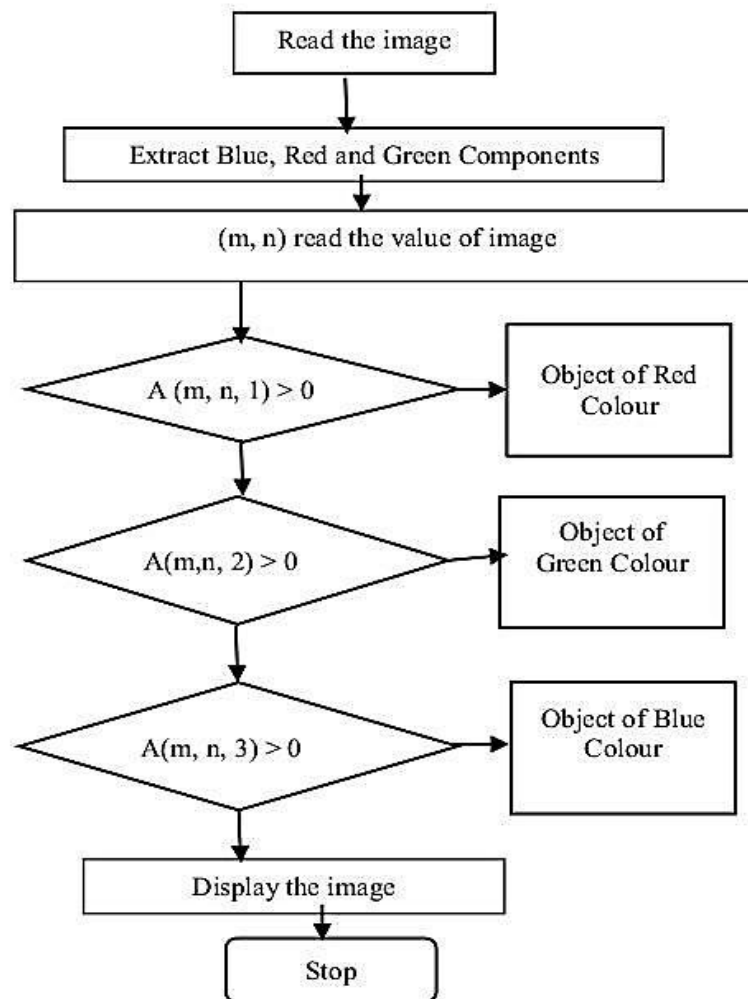 Read the image
Extract Blue, Red and Green Components
(m, n) read the value of image
A (m, n, 1) > 0
Object of Red
Colour
A(m,n, 2) > 0
Object of
Green Colour
A(m, n, 3) > 0
Object of Blue
Colour
Display the image
Stop